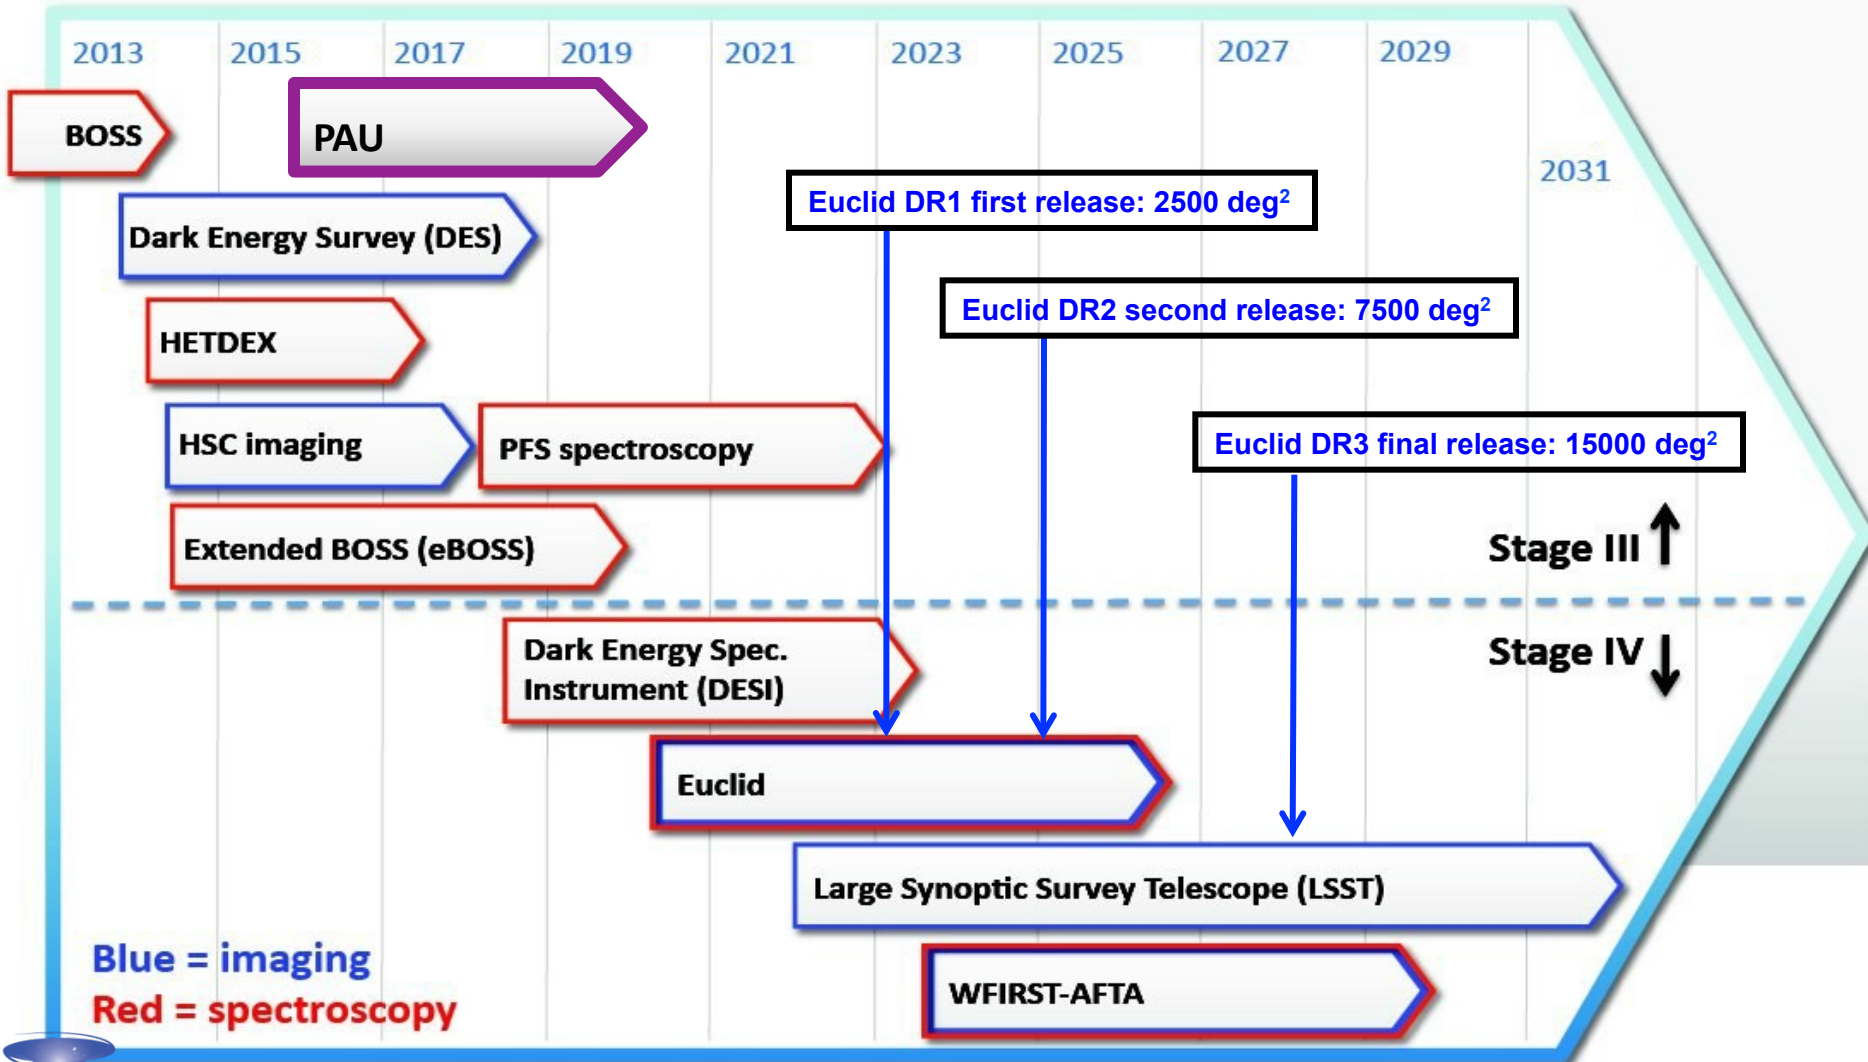 2013 2015 2017 2019 2021 2023 2025 2027 2029
BOSS
PAU
2031
Euclid DR1 first release: 2500 deg²
Dark Energy Survey (DES)
Euclid DR2 second release: 7500 deg²
HETDEX
HSC imaging
PFS spectroscopy
Euclid DR3 final release: 15000 deg²
Extended BOSS (eBOSS)
Stage III
Stage IV
Dark Energy Spec.
Instrument (DESI)
Euclid
Large Synoptic Survey Telescope (LSST)
Blue = imaging
WFIRST-AFTA
Red = spectroscopy